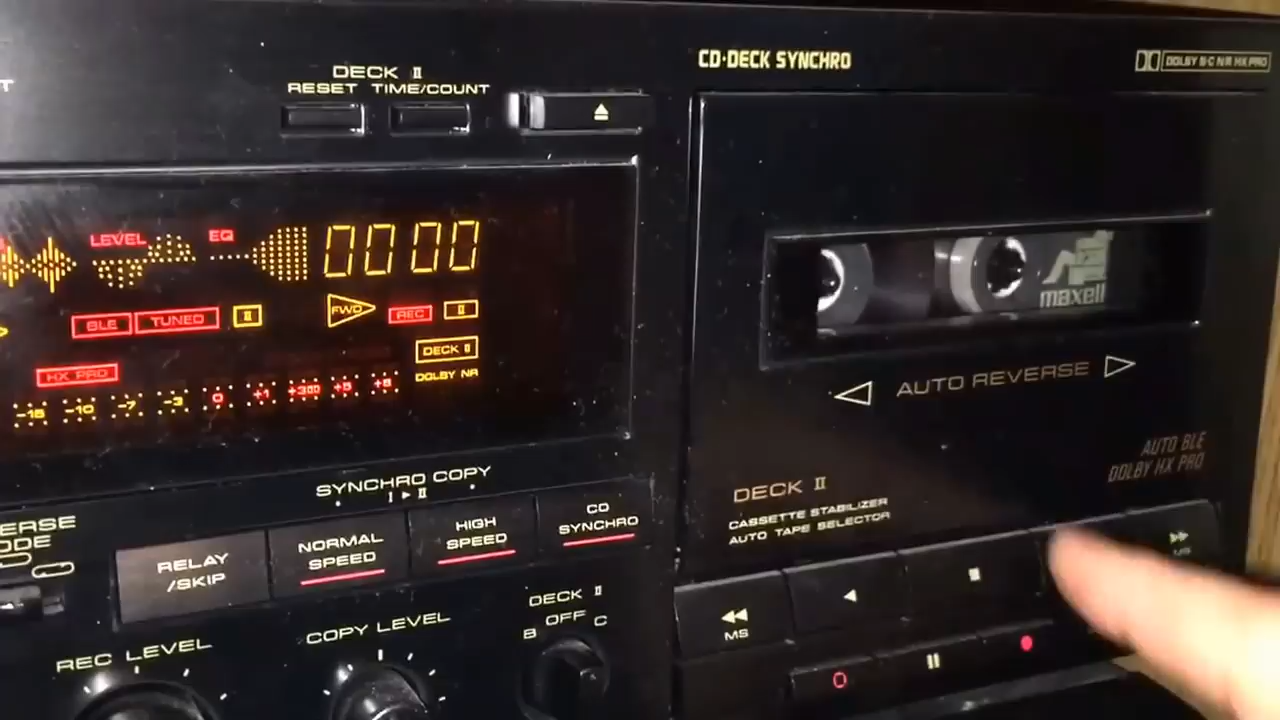 T
DECK II
RESET TIME/COUNT
CD·DECK SYNCHRO
DOLBY B·C NR HX PRO
LEVEL
EQ
0000
BLE TUNED II
FWD REC II
DECK II
HX PRO
DOLBY NR
-15 -10 -7 -3 0 +1 +3 +5 +8
maxell
AUTO REVERSE
AUTO BLE
DOLBY HX PRO
DECK II
CASSETTE STABILIZER
AUTO TAPE SELECTOR
SYNCHRO COPY
I ▸ II
RELAY
/SKIP
NORMAL
SPEED
HIGH
SPEED
CD
SYNCHRO
ERSE
ODE
REC LEVEL
COPY LEVEL
DECK II
B OFF C
MS
MS